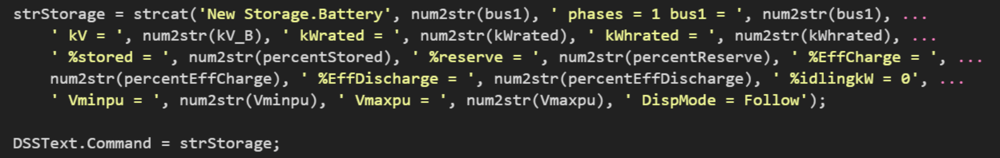 strStorage = strcat('New Storage.Battery', num2str(bus1), ' phases = 1 bus1 = ', num2str(bus1), ...
    ' kV = ', num2str(kV_B), ' kWrated = ', num2str(kWrated), ' kWhrated = ', num2str(kWhrated), ...
    ' %stored = ', num2str(percentStored), ' %reserve = ', num2str(percentReserve), ' %EffCharge = ', ...
    num2str(percentEffCharge), ' %EffDischarge = ', num2str(percentEffDischarge), ' %idlingkW = 0', ...
    ' Vminpu = ', num2str(Vminpu), ' Vmaxpu = ', num2str(Vmaxpu), ' DispMode = Follow');
DSSText.Command = strStorage;